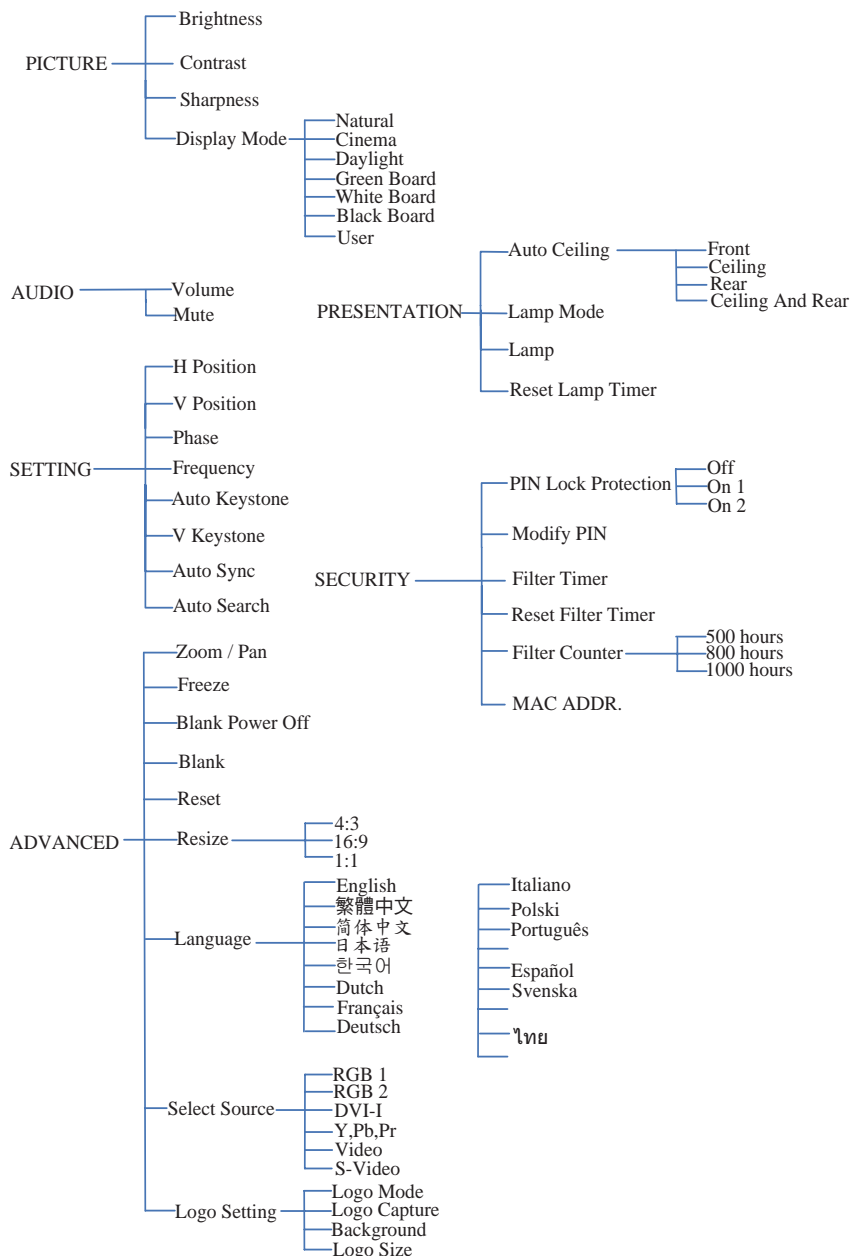 PICTURE
Brightness
Contrast
Sharpness
Display Mode
Natural
Cinema
Daylight
Green Board
White Board
Black Board
User
AUDIO
Volume
Mute
PRESENTATION
Auto Ceiling
Front
Ceiling
Rear
Ceiling And Rear
Lamp Mode
Lamp
Reset Lamp Timer
SETTING
H Position
V Position
Phase
Frequency
Auto Keystone
V Keystone
Auto Sync
Auto Search
SECURITY
PIN Lock Protection
Off
On 1
On 2
Modify PIN
Filter Timer
Reset Filter Timer
Filter Counter
500 hours
800 hours
1000 hours
MAC ADDR.
ADVANCED
Zoom / Pan
Freeze
Blank Power Off
Blank
Reset
Resize
4:3
16:9
1:1
Language
English
繁體中文
简体中文
日本语
한국어
Dutch
Français
Deutsch
Italiano
Polski
Português
Español
Svenska
ไทย
Select Source
RGB 1
RGB 2
DVI-I
Y,Pb,Pr
Video
S-Video
Logo Setting
Logo Mode
Logo Capture
Background
Logo Size